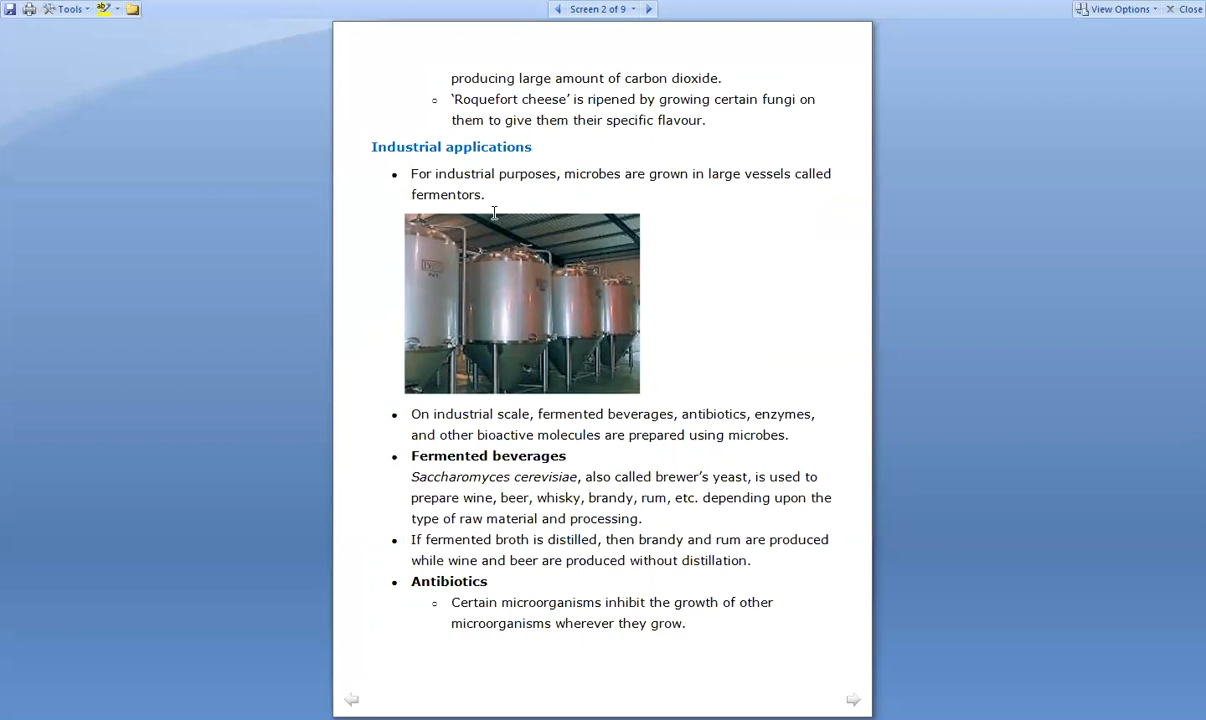 Tools
Screen 2 of 9
View Options
Close
producing large amount of carbon dioxide.
○ ‘Roquefort cheese’ is ripened by growing certain fungi on
them to give them their specific flavour.
Industrial applications
• For industrial purposes, microbes are grown in large vessels called
fermentors.
• On industrial scale, fermented beverages, antibiotics, enzymes,
and other bioactive molecules are prepared using microbes.
• Fermented beverages
Saccharomyces cerevisiae, also called brewer’s yeast, is used to
prepare wine, beer, whisky, brandy, rum, etc. depending upon the
type of raw material and processing.
• If fermented broth is distilled, then brandy and rum are produced
while wine and beer are produced without distillation.
• Antibiotics
○ Certain microorganisms inhibit the growth of other
microorganisms wherever they grow.